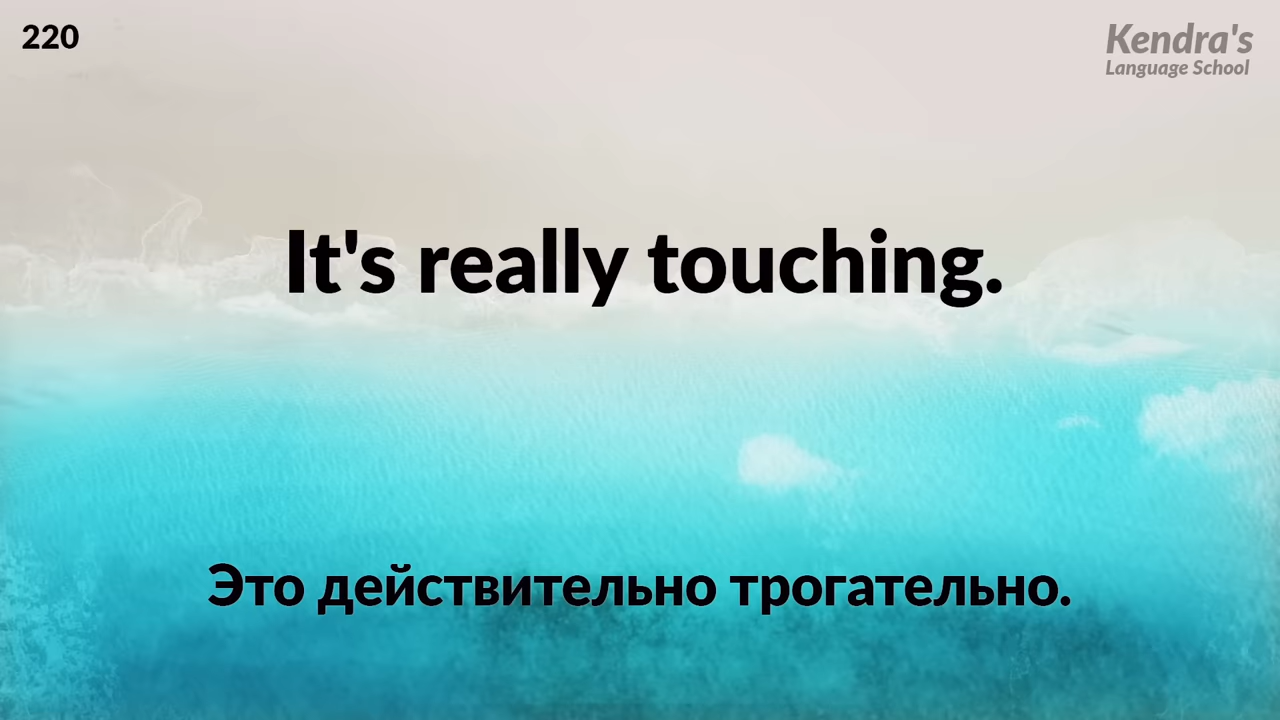 220
Kendra's
Language School
It's really touching.
Это действительно трогательно.